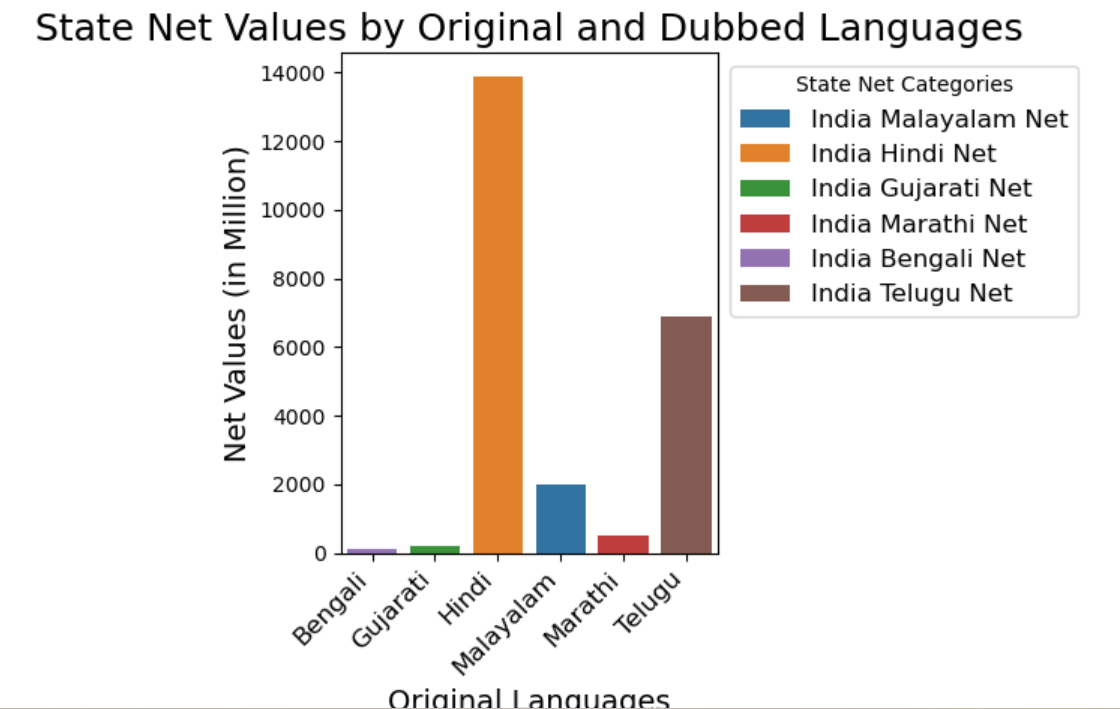 State Net Values by Original and Dubbed Languages
State Net Categories
India Malayalam Net
India Hindi Net
India Gujarati Net
India Marathi Net
India Bengali Net
India Telugu Net
Net Values (in Million)
14000
12000
10000
8000
6000
4000
2000
0
Bengali
Gujarati
Hindi
Malayalam
Marathi
Telugu
Original Languages